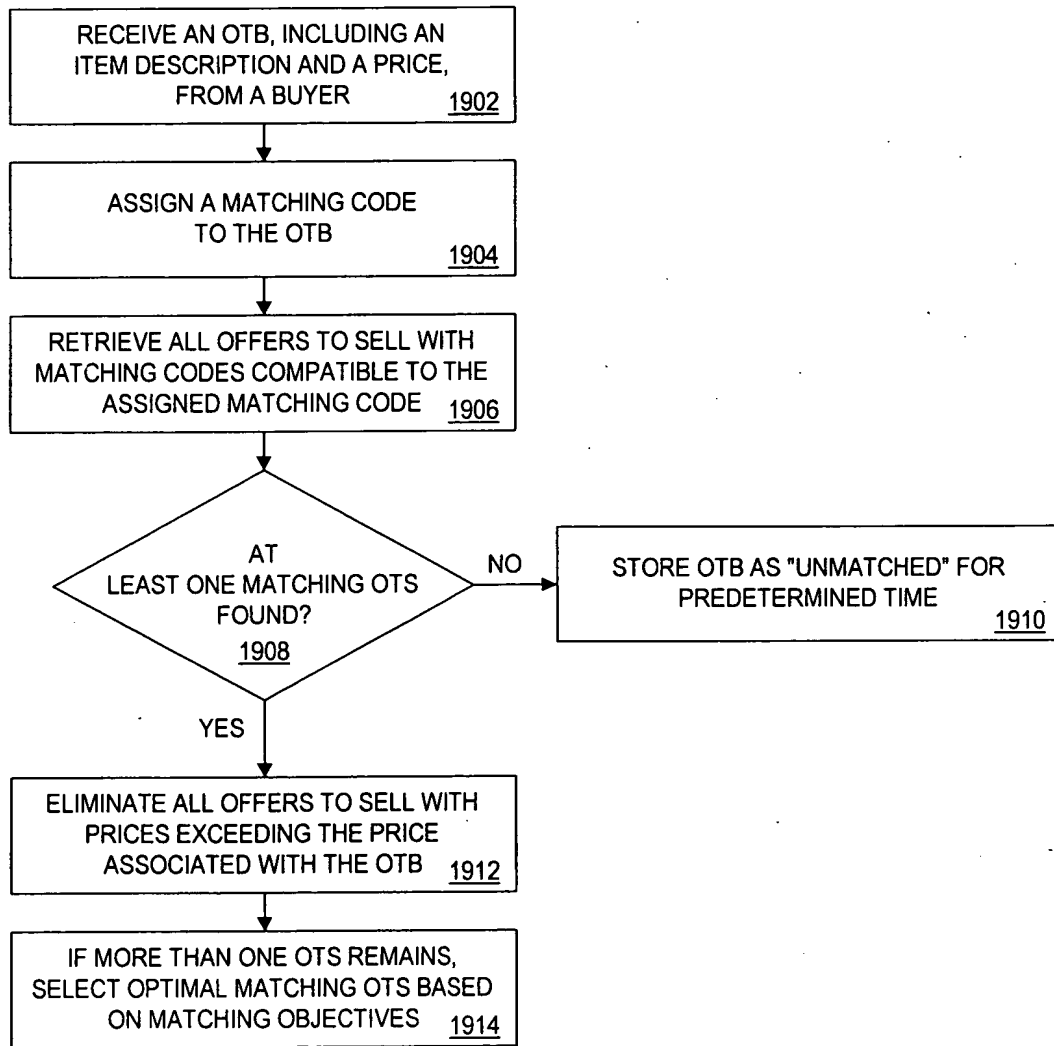 RECEIVE AN OTB, INCLUDING AN
ITEM DESCRIPTION AND A PRICE,
FROM A BUYER
1902
ASSIGN A MATCHING CODE
TO THE OTB
1904
RETRIEVE ALL OFFERS TO SELL WITH
MATCHING CODES COMPATIBLE TO THE
ASSIGNED MATCHING CODE
1906
AT
LEAST ONE MATCHING OTS
FOUND?
1908
NO
STORE OTB AS "UNMATCHED" FOR
PREDETERMINED TIME
1910
YES
ELIMINATE ALL OFFERS TO SELL WITH
PRICES EXCEEDING THE PRICE
ASSOCIATED WITH THE OTB
1912
IF MORE THAN ONE OTS REMAINS,
SELECT OPTIMAL MATCHING OTS BASED
ON MATCHING OBJECTIVES
1914